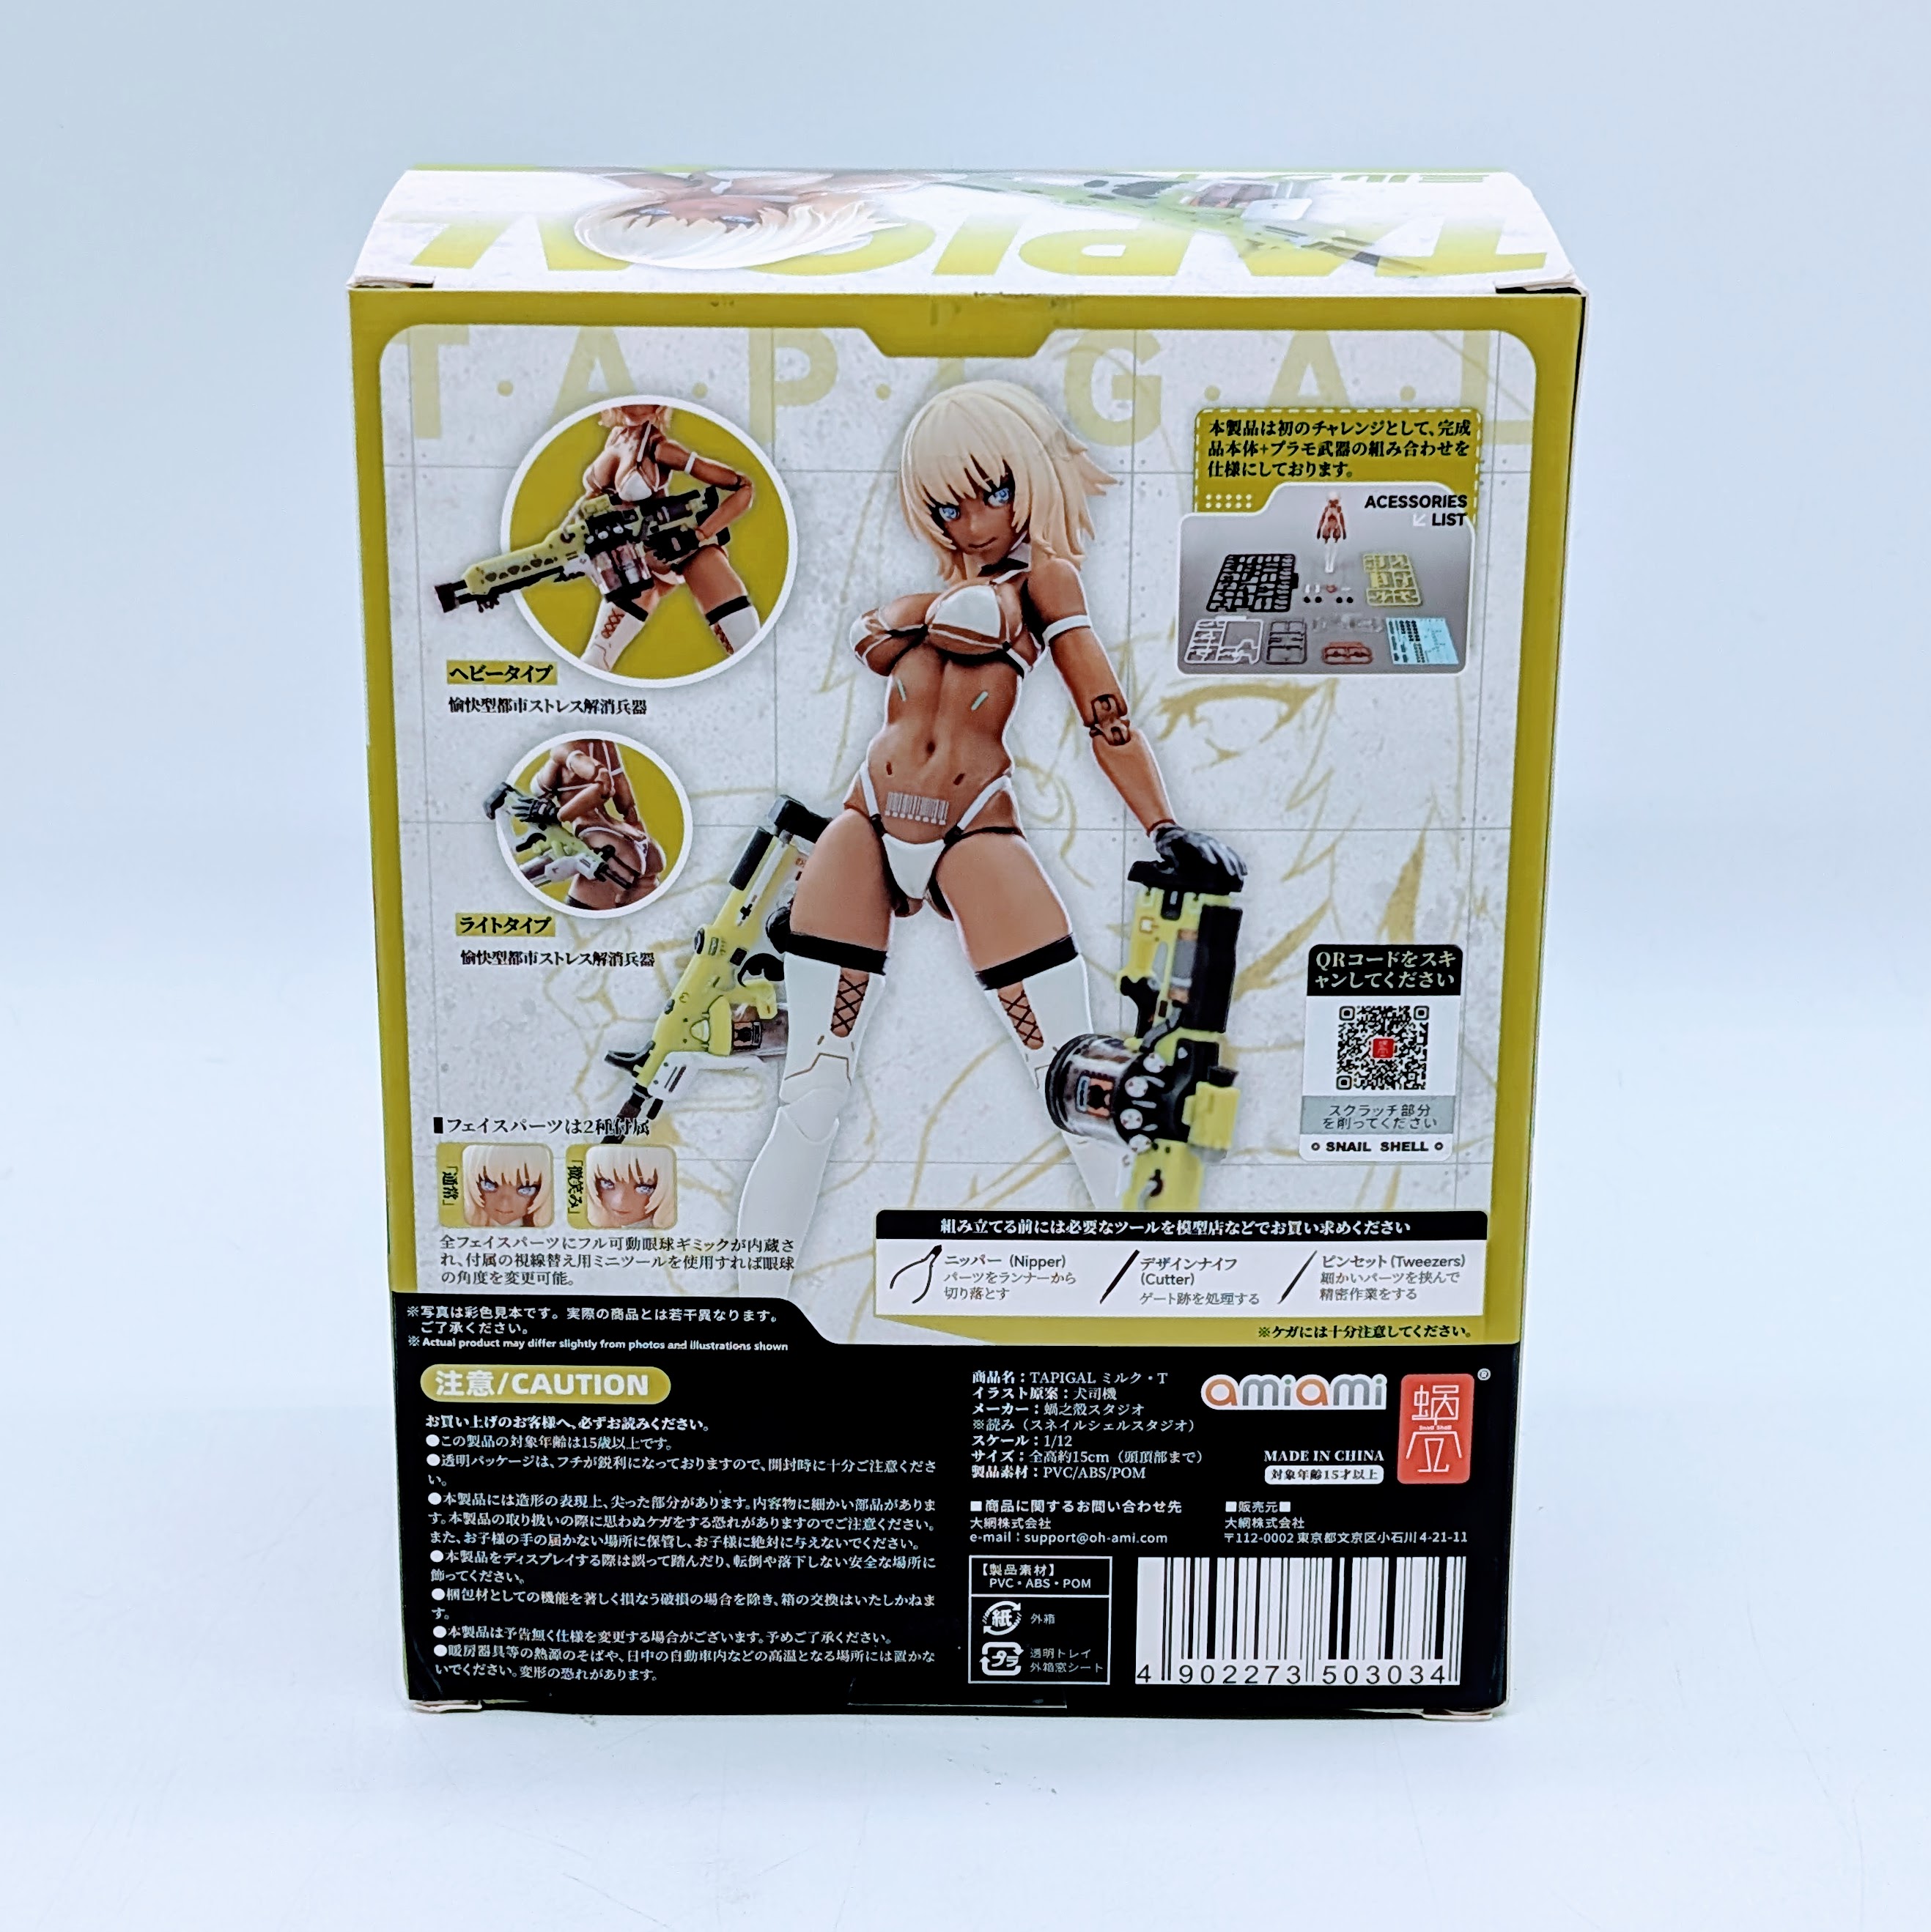 TAPIGAL
T.A.P.I.G.A.L
本製品は初のチャレンジとして、完成
品本体+プラモ武器の組み合わせを
仕様にしております。
ACESSORIES
LIST
ヘビータイプ
愉快型都市ストレス解消兵器
ライトタイプ
愉快型都市ストレス解消兵器
QRコードをスキ
ャンしてください
スクラッチ部分
を削ってください
SNAIL SHELL
フェイスパーツは2種付属
「通常」
「微笑み」
全フェイスパーツにフル可動眼球ギミックが内蔵さ
れ、付属の視線替え用ミニツールを使用すれば眼球
の角度を変更可能。
組み立てる前には必要なツールを模型店などでお買い求めください
ニッパー (Nipper)
パーツをランナーから
切り落とす
デザインナイフ
(Cutter)
ゲート跡を処理する
ピンセット(Tweezers)
細かいパーツを挟んで
精密作業をする
※ケガには十分注意してください。
※写真は彩色見本です。実際の商品とは若干異なります。
ご了承ください。
※Actual product may differ slightly from photos and illustrations shown
注意/CAUTION
お買い上げのお客様へ、必ずお読みください。
●この製品の対象年齢は15歳以上です。
●透明パッケージは、フチが鋭利になっておりますので、開封時に十分ご注意くださ
い。
●本製品には造形の表現上、尖った部分があります。内容物に細かい部品がありま
す。本製品の取り扱いの際に思わぬケガをする恐れがありますのでご注意ください。
また、お子様の手の届かない場所に保管し、お子様に絶対に与えないでください。
●本製品をディスプレイする際は誤って踏んだり、転倒や落下しない安全な場所に
飾ってください。
●梱包材としての機能を著しく損なう破損の場合を除き、箱の交換はいたしかねま
す。
●本製品は予告無く仕様を変更する場合がございます。予めご了承ください。
●暖房器具等の熱源のそばや、日中の自動車内などの高温となる場所には置かな
いでください。変形の恐れがあります。
商品名：TAPIGAL ミルク・T
イラスト原案：犬司機
メーカー：蝸之殼スタジオ
※読み（スネイルシェルスタジオ）
スケール：1/12
サイズ：全高約15cm（頭頂部まで）
製品素材：PVC/ABS/POM
amiami
蝸
Snail Shell
®
MADE IN CHINA
対象年齢15才以上
■商品に関するお問い合わせ先
大網株式会社
e-mail：support@oh-ami.com
■販売元■
大網株式会社
〒112-0002 東京都文京区小石川4-21-11
【製品素材】
PVC・ABS・POM
紙 外箱
プラ 透明トレイ
外箱窓シート
4 902273 503034